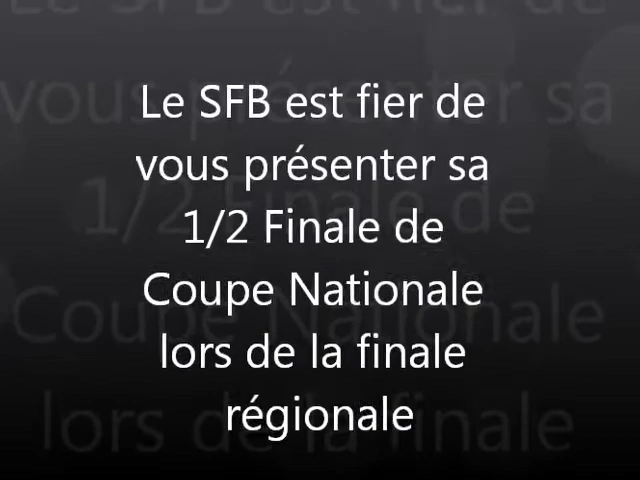 Le SFB est fier de
vous présenter sa
1/2 Finale de
Coupe Nationale
lors de la finale
régionale